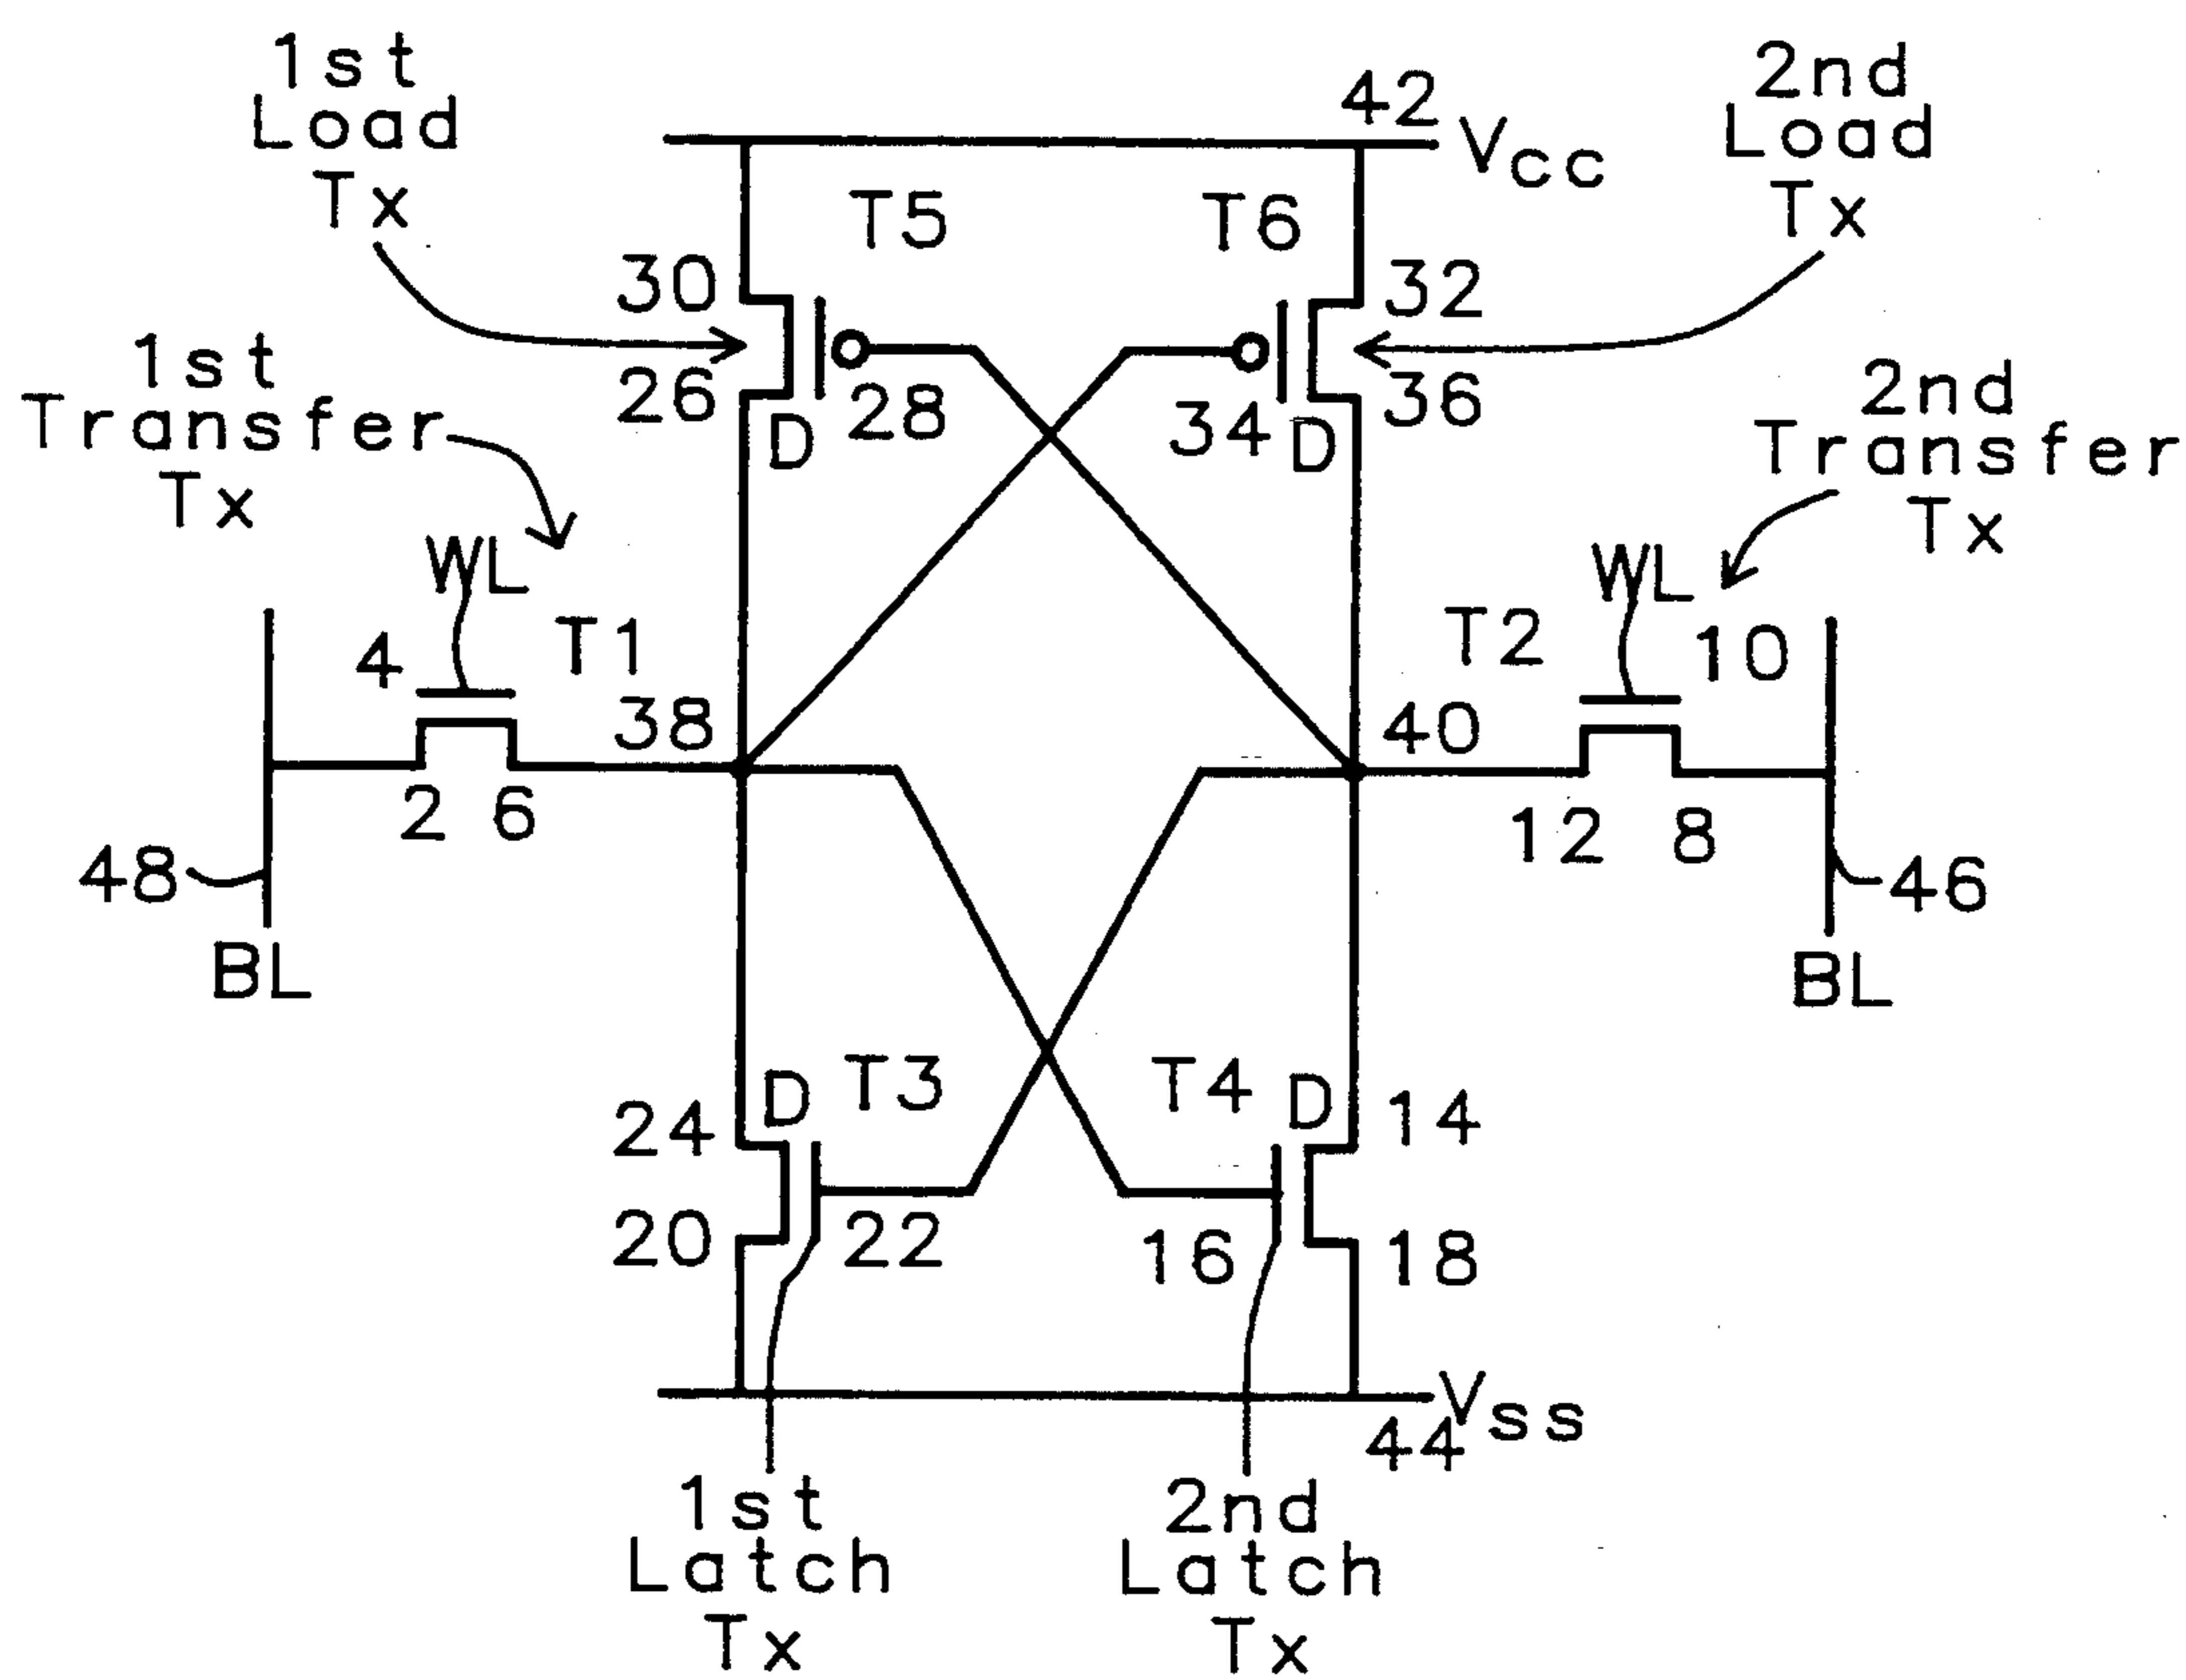 1st
Load
Tx
42
VCC
2nd
Load
Tx
T5
T6
30
32
1st
Transfer
Tx
26
D
28
34
D
36
2nd
Transfer
Tx
WL
4
T1
38
WL
T2
10
40
2
6
12
8
48
46
BL
BL
24
D
T3
T4
D
14
20
22
16
18
VSS
44
1st
Latch
Tx
2nd
Latch
Tx